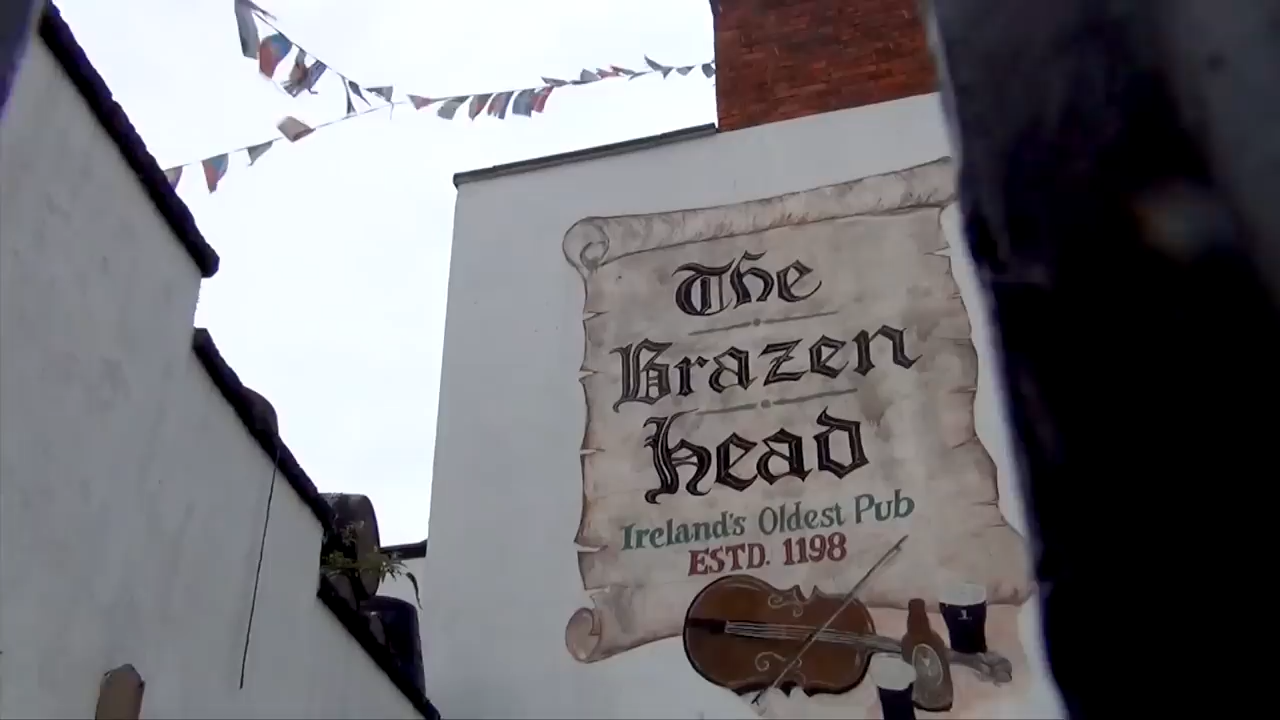 The
Brazen
head
Ireland's Oldest Pub
ESTD. 1198